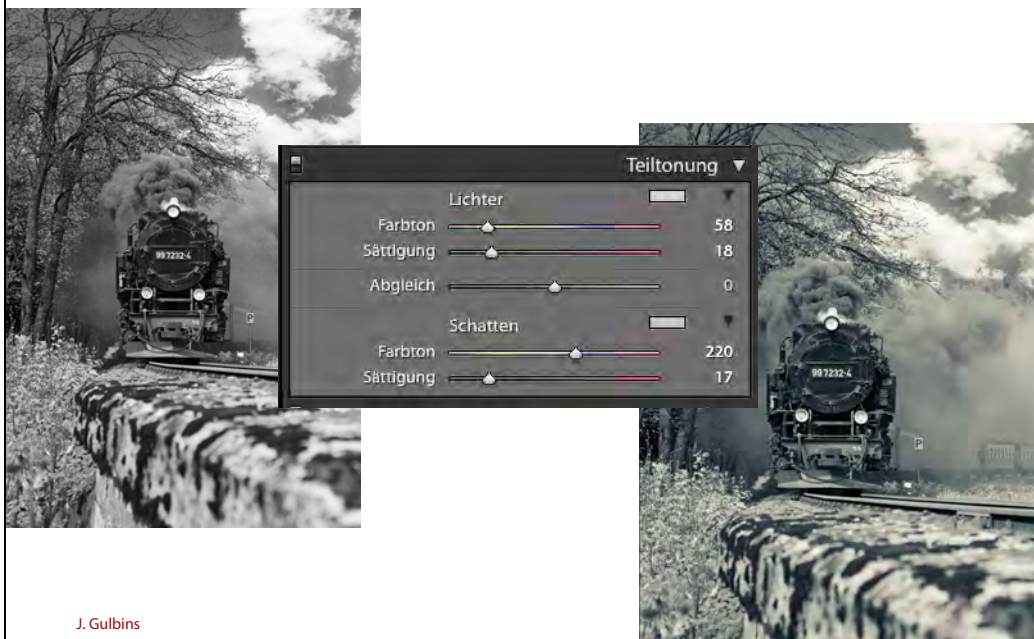 Teiltonung
Lichter
Farbton 58
Sättigung 18
Abgleich 0
Schatten
Farbton 220
Sättigung 17
99 7232-4
P
99 7232-4
P
J. Gulbins